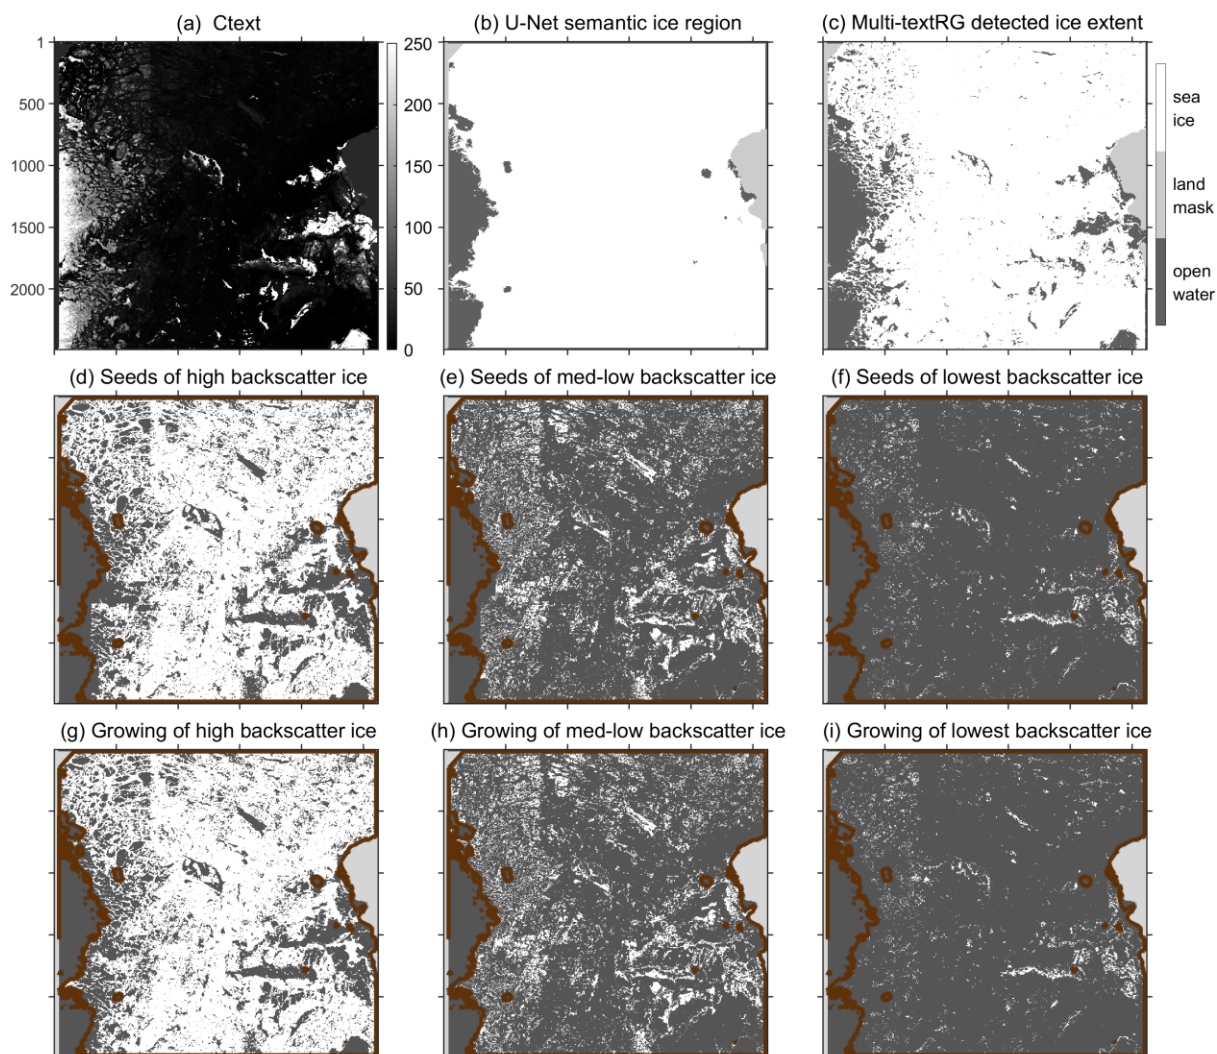 (a) Ctext
(b) U-Net semantic ice region
(c) Multi-textRG detected ice extent
1
500
1000
1500
2000
250
200
150
100
50
0
sea
ice
land
mask
open
water
(d) Seeds of high backscatter ice
(e) Seeds of med-low backscatter ice
(f) Seeds of lowest backscatter ice
(g) Growing of high backscatter ice
(h) Growing of med-low backscatter ice
(i) Growing of lowest backscatter ice